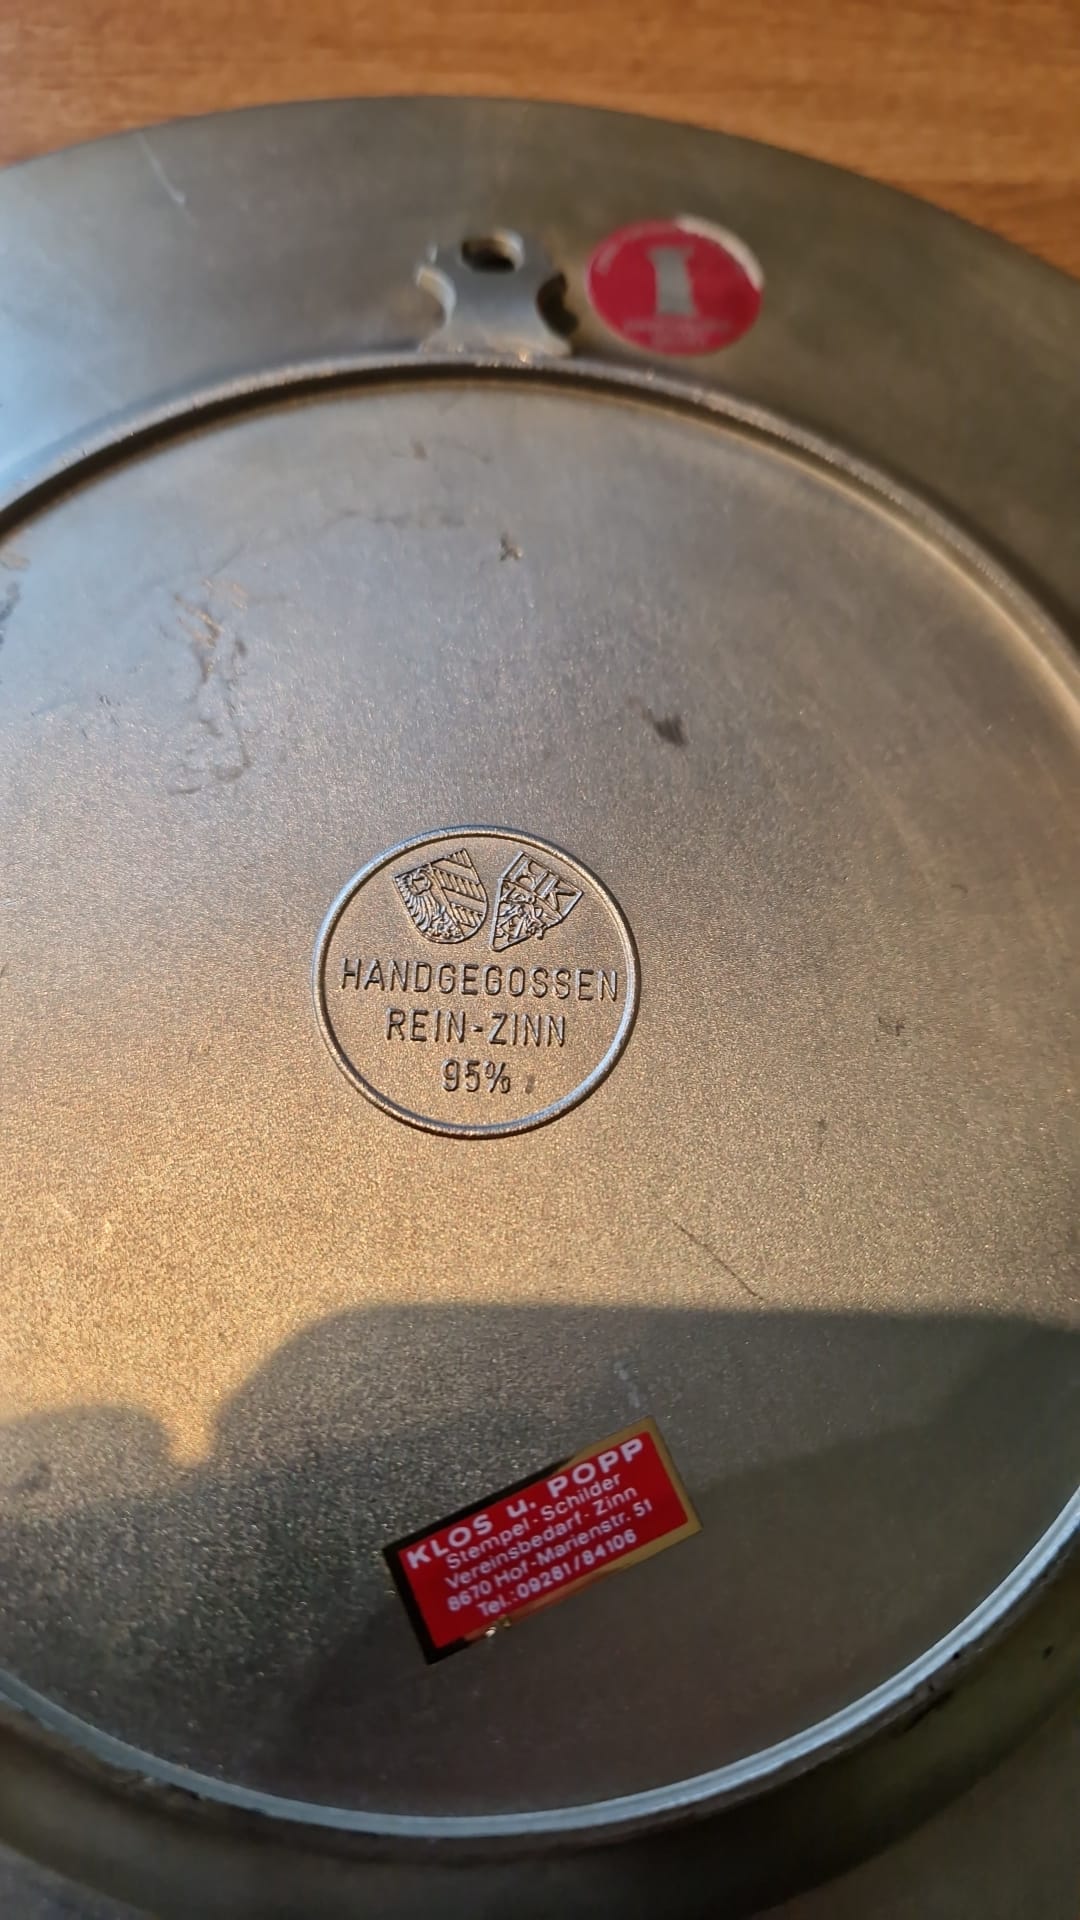 HANDGEGOSSEN
REIN-ZINN
95%
KLOS u. POPP
Stempel-Schilder
Vereinsbedarf-Zinn
8670 Hof-Marienstr. 51
Tel.:09281/84106